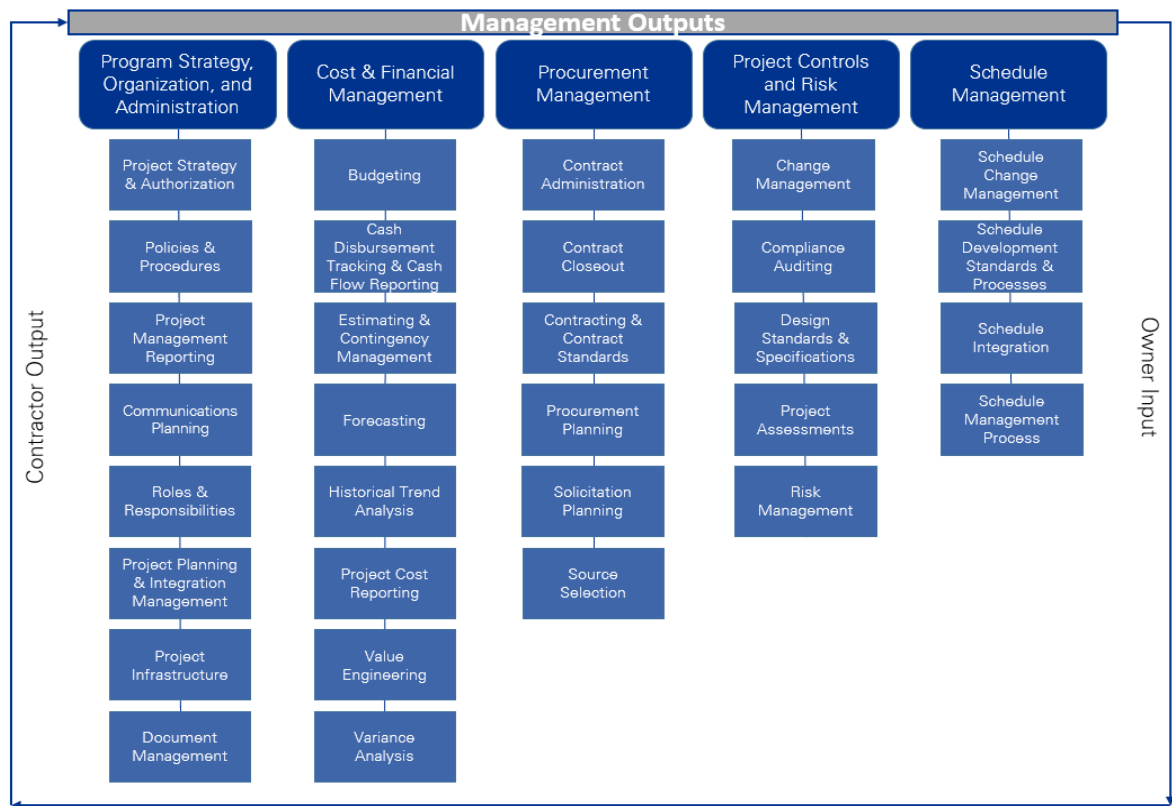 Management Outputs
Program Strategy,
Organization, and
Administration
Project Strategy
& Authorization
Policies &
Procedures
Project
Management
Reporting
Communications
Planning
Roles &
Responsibilities
Project Planning
& Integration
Management
Project
Infrastructure
Document
Management
Cost & Financial
Management
Budgeting
Cash
Disbursement
Tracking & Cash
Flow Reporting
Estimating &
Contingency
Management
Forecasting
Historical Trend
Analysis
Project Cost
Reporting
Value
Engineering
Variance
Analysis
Procurement
Management
Contract
Administration
Contract
Closeout
Contracting &
Contract
Standards
Procurement
Planning
Solicitation
Planning
Source
Selection
Project Controls
and Risk
Management
Change
Management
Compliance
Auditing
Design
Standards &
Specifications
Project
Assessments
Risk
Management
Schedule
Management
Schedule
Change
Management
Schedule
Development
Standards &
Processes
Schedule
Integration
Schedule
Management
Process
Contractor Output
Owner Input